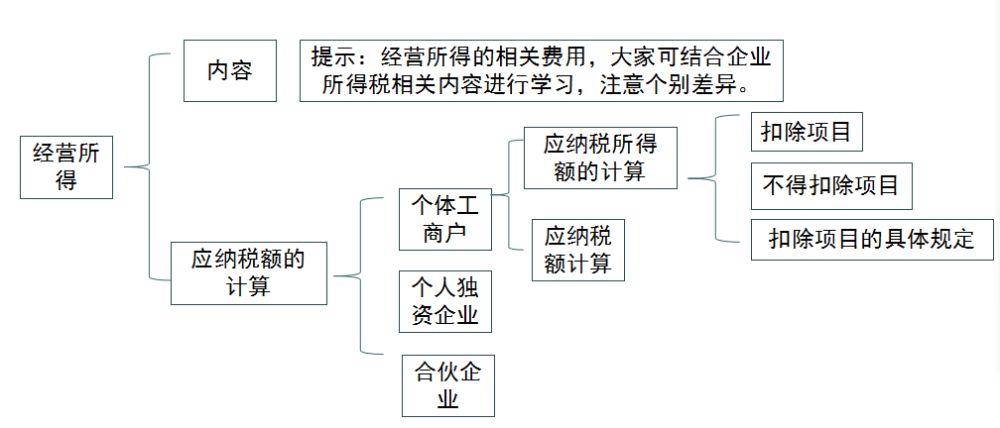 内容
提示：经营所得的相关费用，大家可结合企业
所得税相关内容进行学习，注意个别差异。
经营所
得
应纳税额的
计算
个体工
商户
应纳税所得
额的计算
扣除项目
不得扣除项目
扣除项目的具体规定
应纳税
额计算
个人独
资企业
合伙企
业